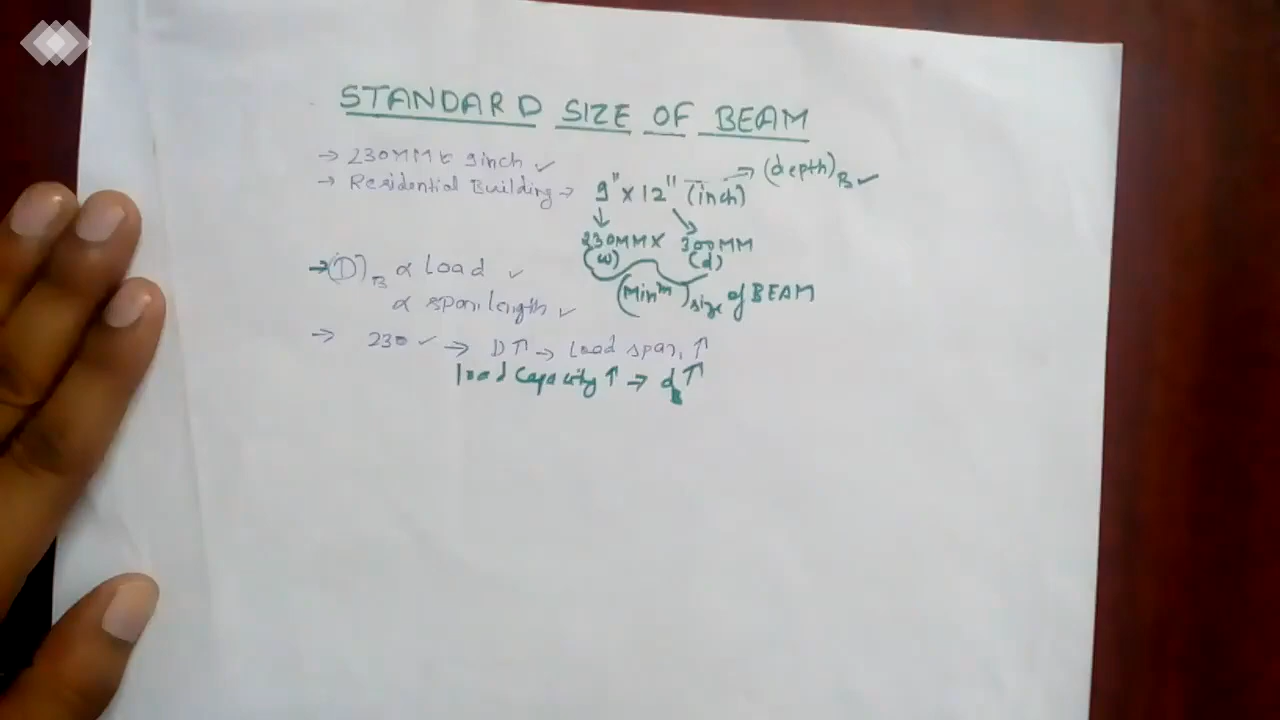 STANDARD SIZE OF BEAM
→ 230MM & 9inch ✓
→ Residential Building → 9" x 12" (inch) → (depth)B ✓
↓ ↘
230MM x 300MM
(w) (d)
(Minᵐ)size of BEAM
→ (D)B ∝ Load ✓
∝ span length ✓
→ 230 ✓ → D↑ → Load span, ↑
load capacity ↑ → d↑